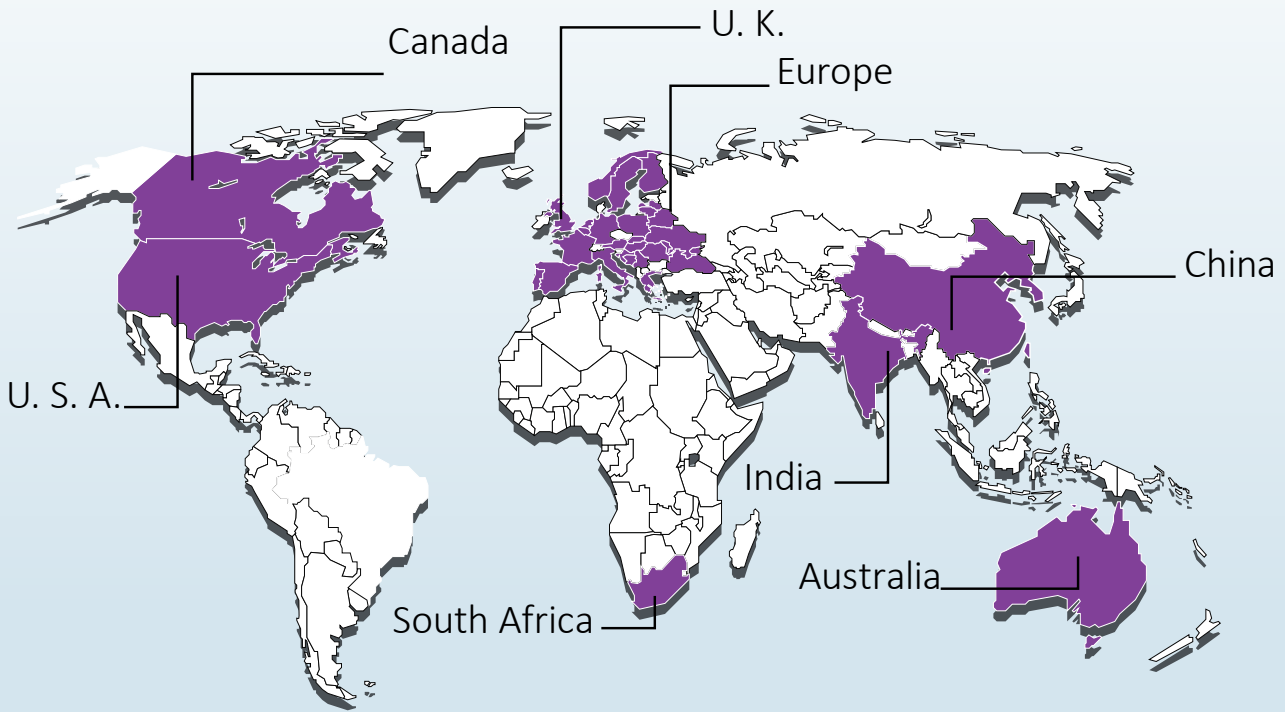 U. K.
Canada
Europe
China
U. S. A.
India
Australia
South Africa